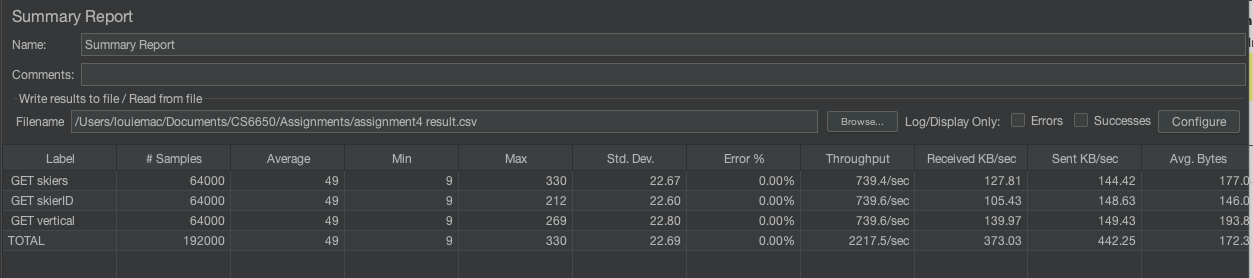 Summary Report
Name: Summary Report
Comments:
Write results to file / Read from file
Filename /Users/louiemac/Documents/CS6650/Assignments/assignment4 result.csv Browse... Log/Display Only: Errors Successes Configure
Label # Samples Average Min Max Std. Dev. Error % Throughput Received KB/sec Sent KB/sec Avg. Bytes
GET skiers 64000 49 9 330 22.67 0.00% 739.4/sec 127.81 144.42 177.0
GET skierID 64000 49 9 212 22.60 0.00% 739.6/sec 105.43 148.63 146.0
GET vertical 64000 49 9 269 22.80 0.00% 739.6/sec 139.97 149.43 193.8
TOTAL 192000 49 9 330 22.69 0.00% 2217.5/sec 373.03 442.25 172.3